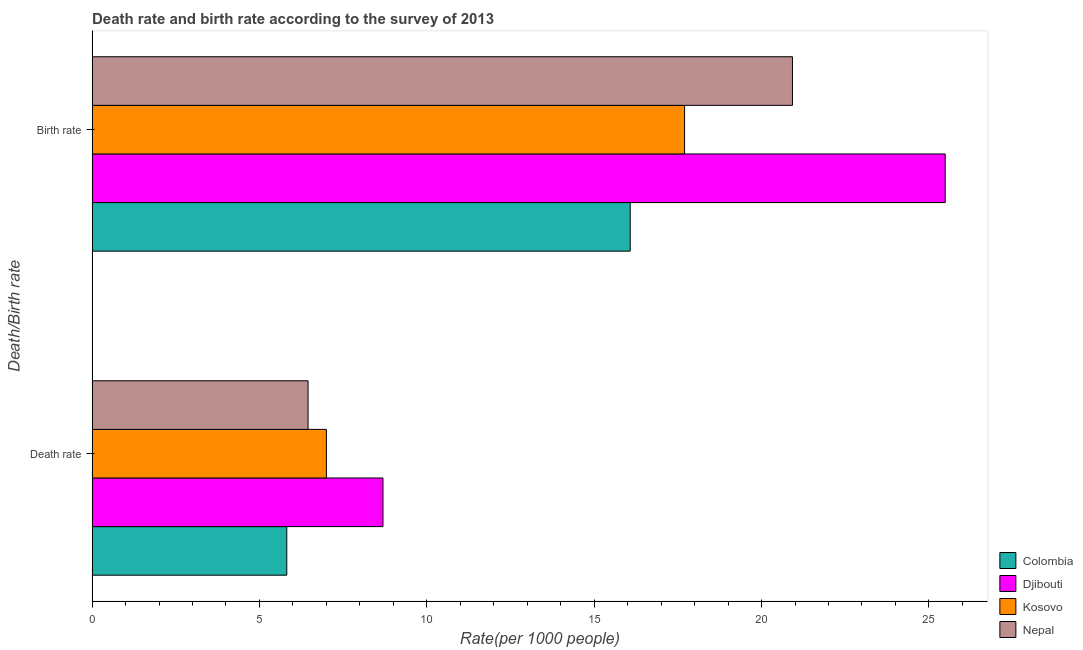 Death rate and birth rate according to the survey of 2013
Death/Birth rate
Birth rate
Death rate
0
5
10
15
20
25
Rate(per 1000 people)
Colombia
Djibouti
Kosovo
Nepal